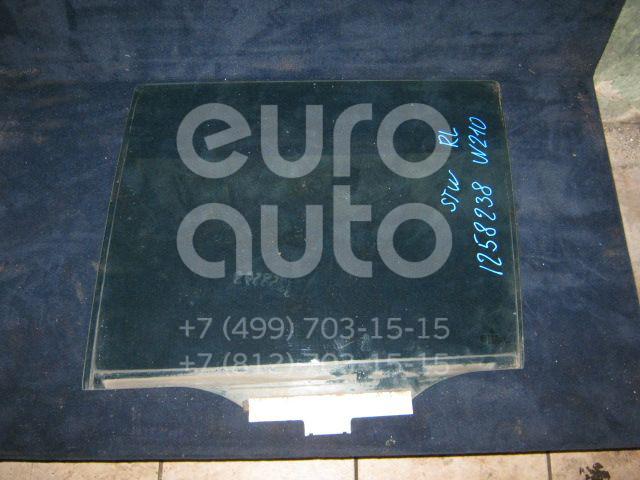 euro
auto
+7 (499) 703-15-15
+7 (812) 703-15-15
STW RL
1258238 W210